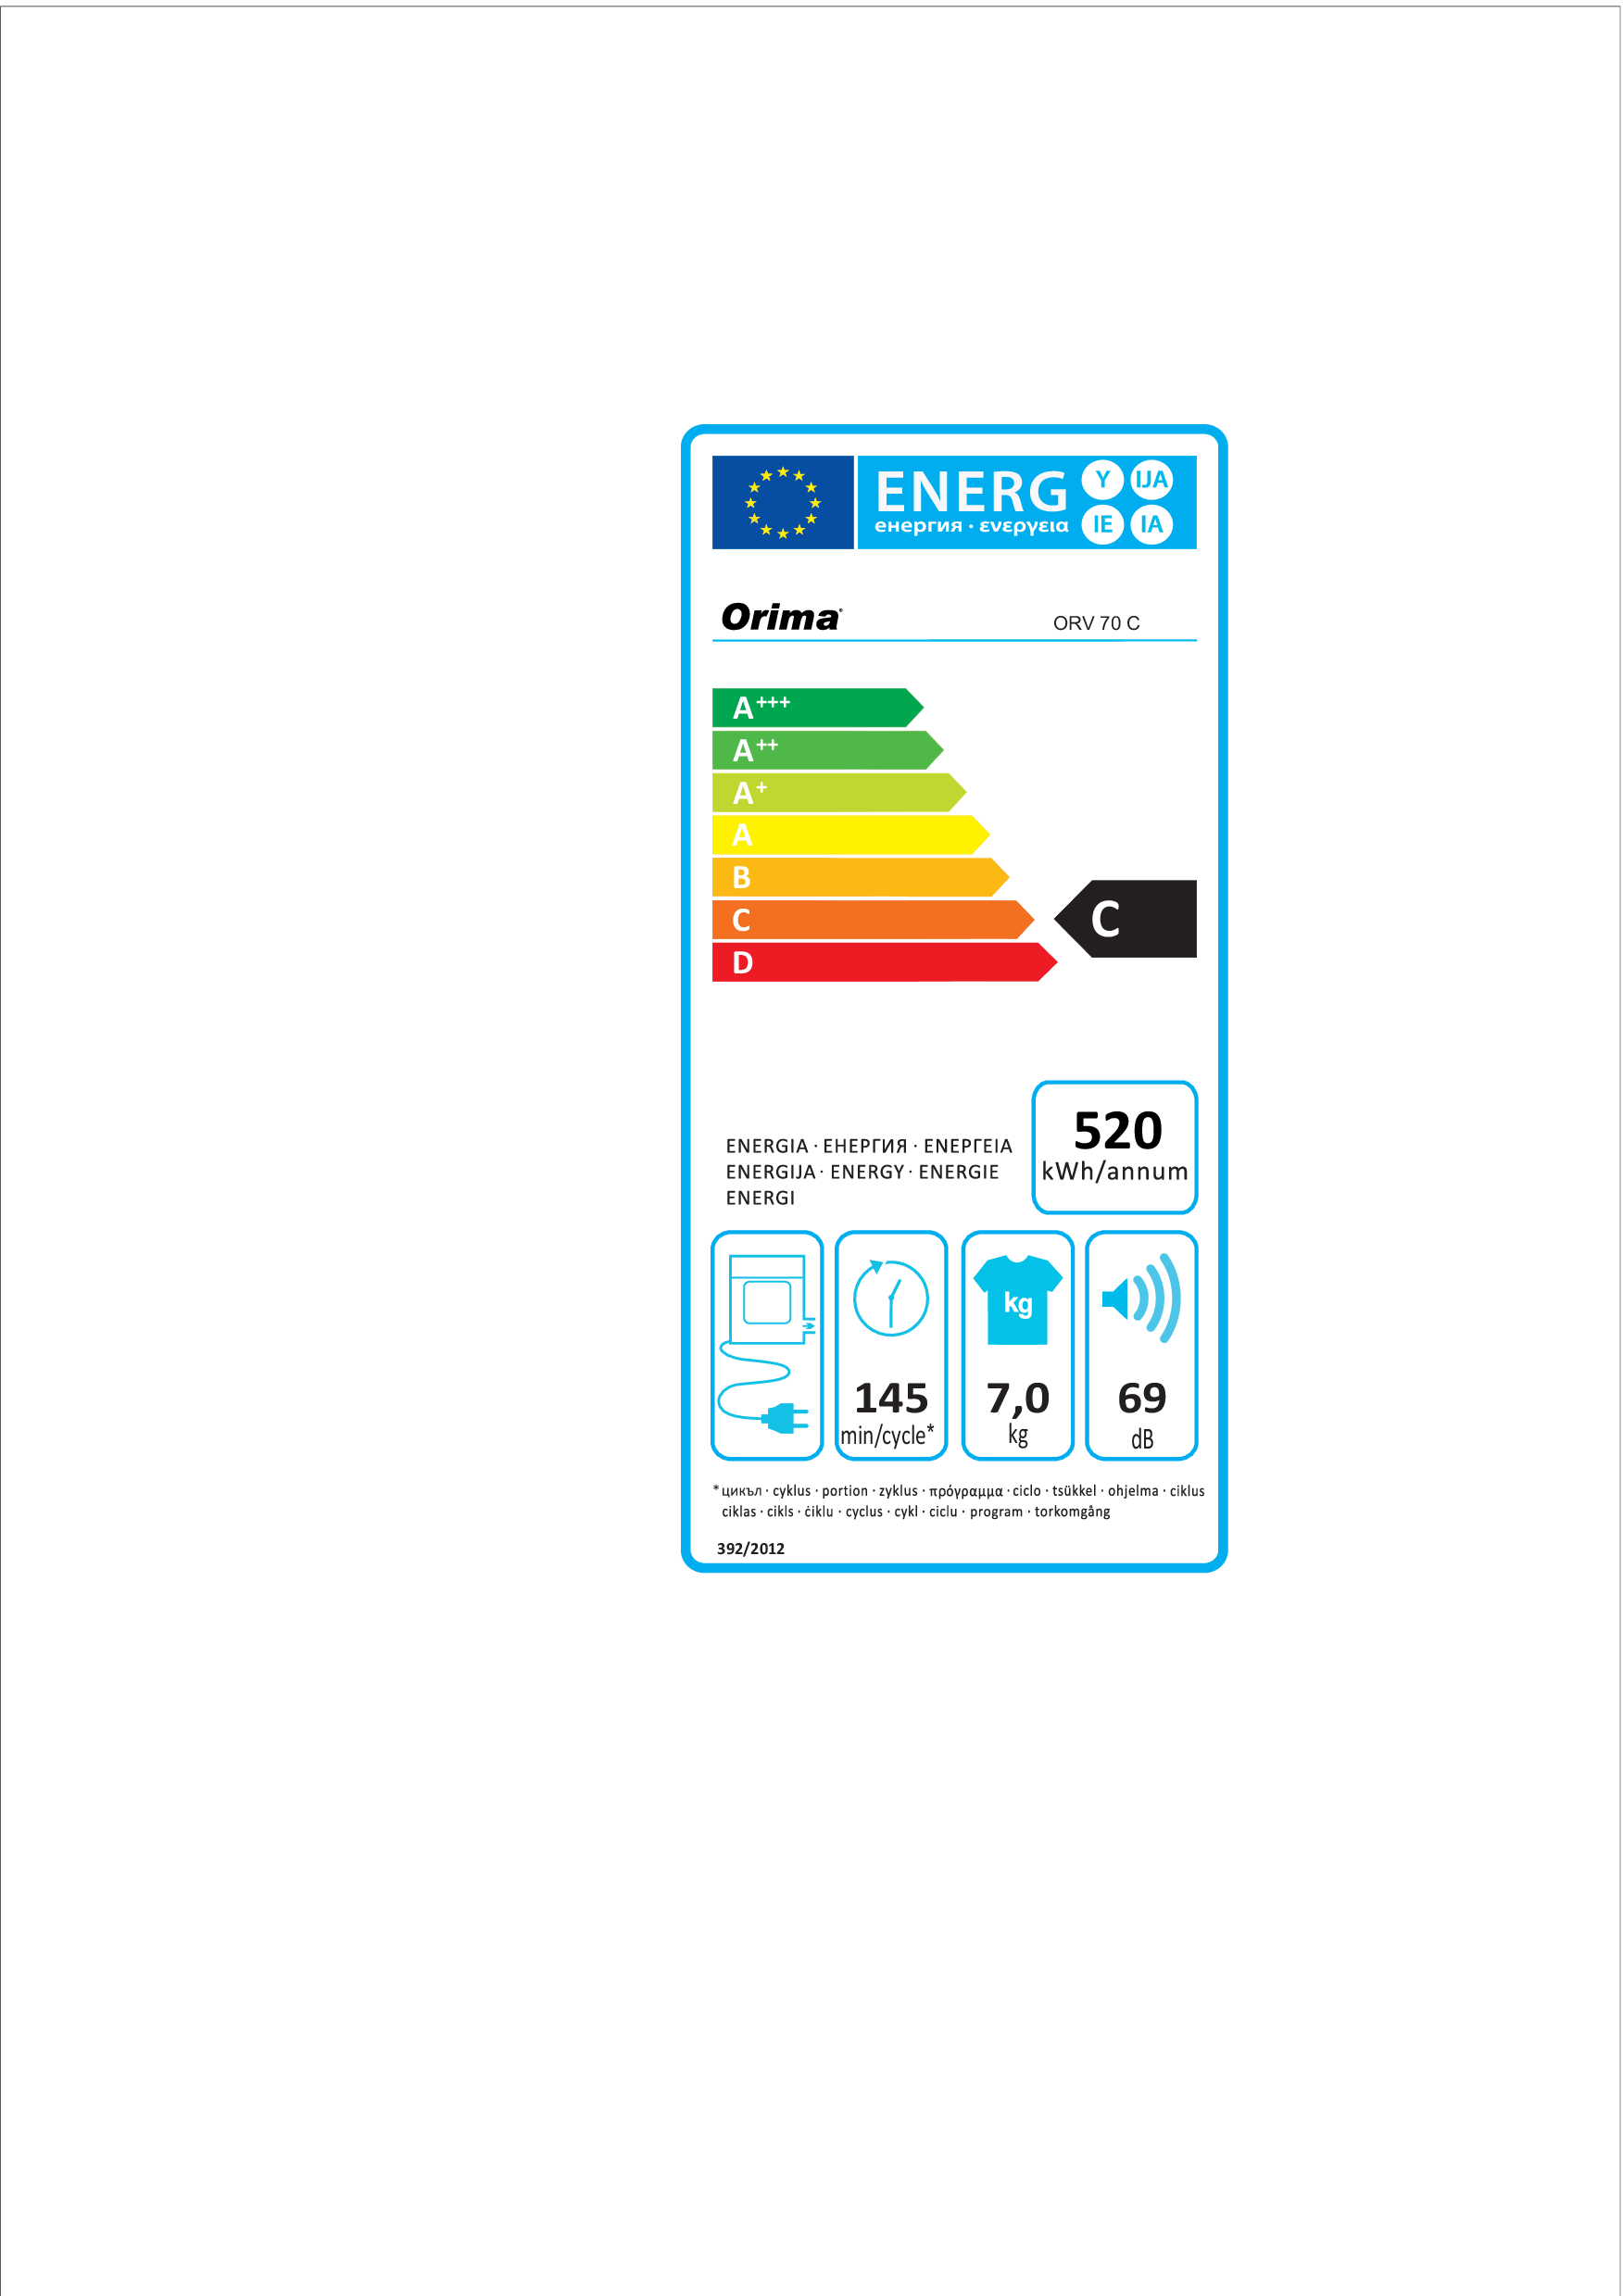 ENERG Y IJA
енергия · ενεργεια IE IA
Orima® ORV 70 C
A+++
A++
A+
A
B
C C
D
520
kWh/annum
ENERGIA · ЕНЕРГИЯ · ΕΝΕΡΓΕΙΑ
ENERGIJA · ENERGY · ENERGIE
ENERGI
kg
145 7,0 69
min/cycle* kg dB
* цикъл · cyklus · portion · zyklus · πρόγραμμα · ciclo · tsükkel · ohjelma · ciklus
ciklas · cikls · ċiklu · cyclus · cykl · ciclu · program · torkomgång
392/2012